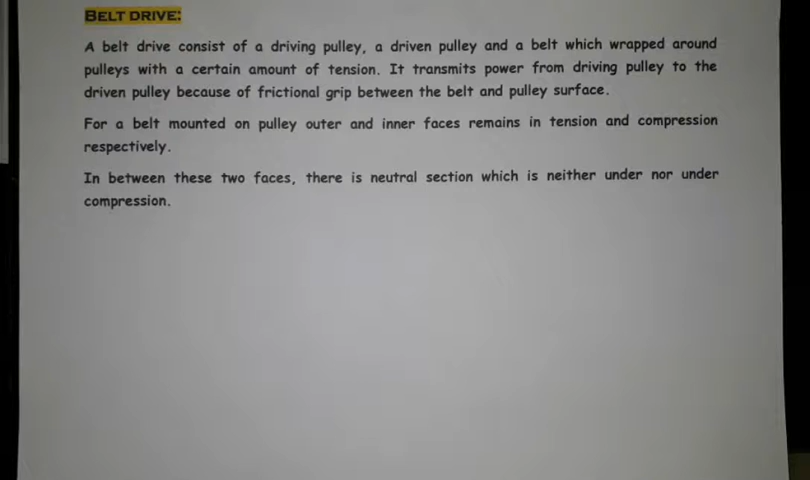 BELT DRIVE:
A belt drive consist of a driving pulley, a driven pulley and a belt which wrapped around
pulleys with a certain amount of tension. It transmits power from driving pulley to the
driven pulley because of frictional grip between the belt and pulley surface.
For a belt mounted on pulley outer and inner faces remains in tension and compression
respectively.
In between these two faces, there is neutral section which is neither under nor under
compression.